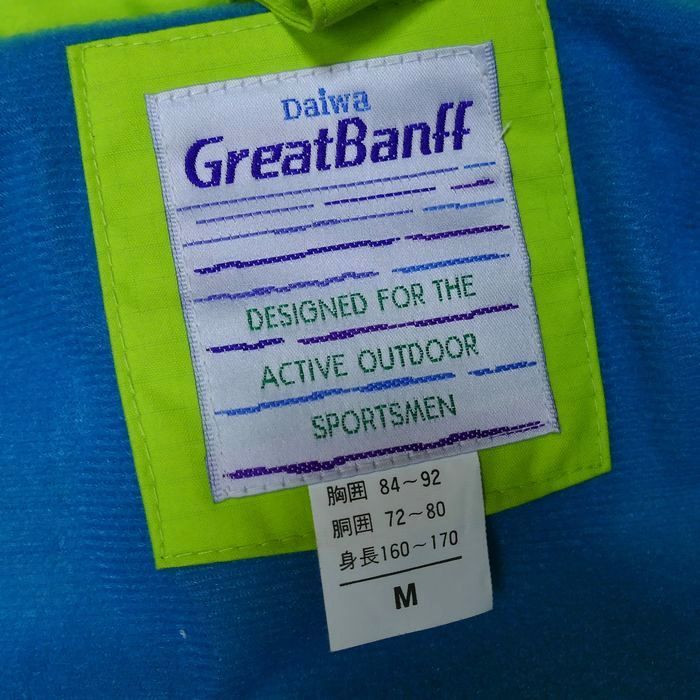 Daiwa
GreatBanff
DESIGNED FOR THE
ACTIVE OUTDOOR
SPORTSMEN
胸囲 84～92
胴囲 72～80
身長160～170
M